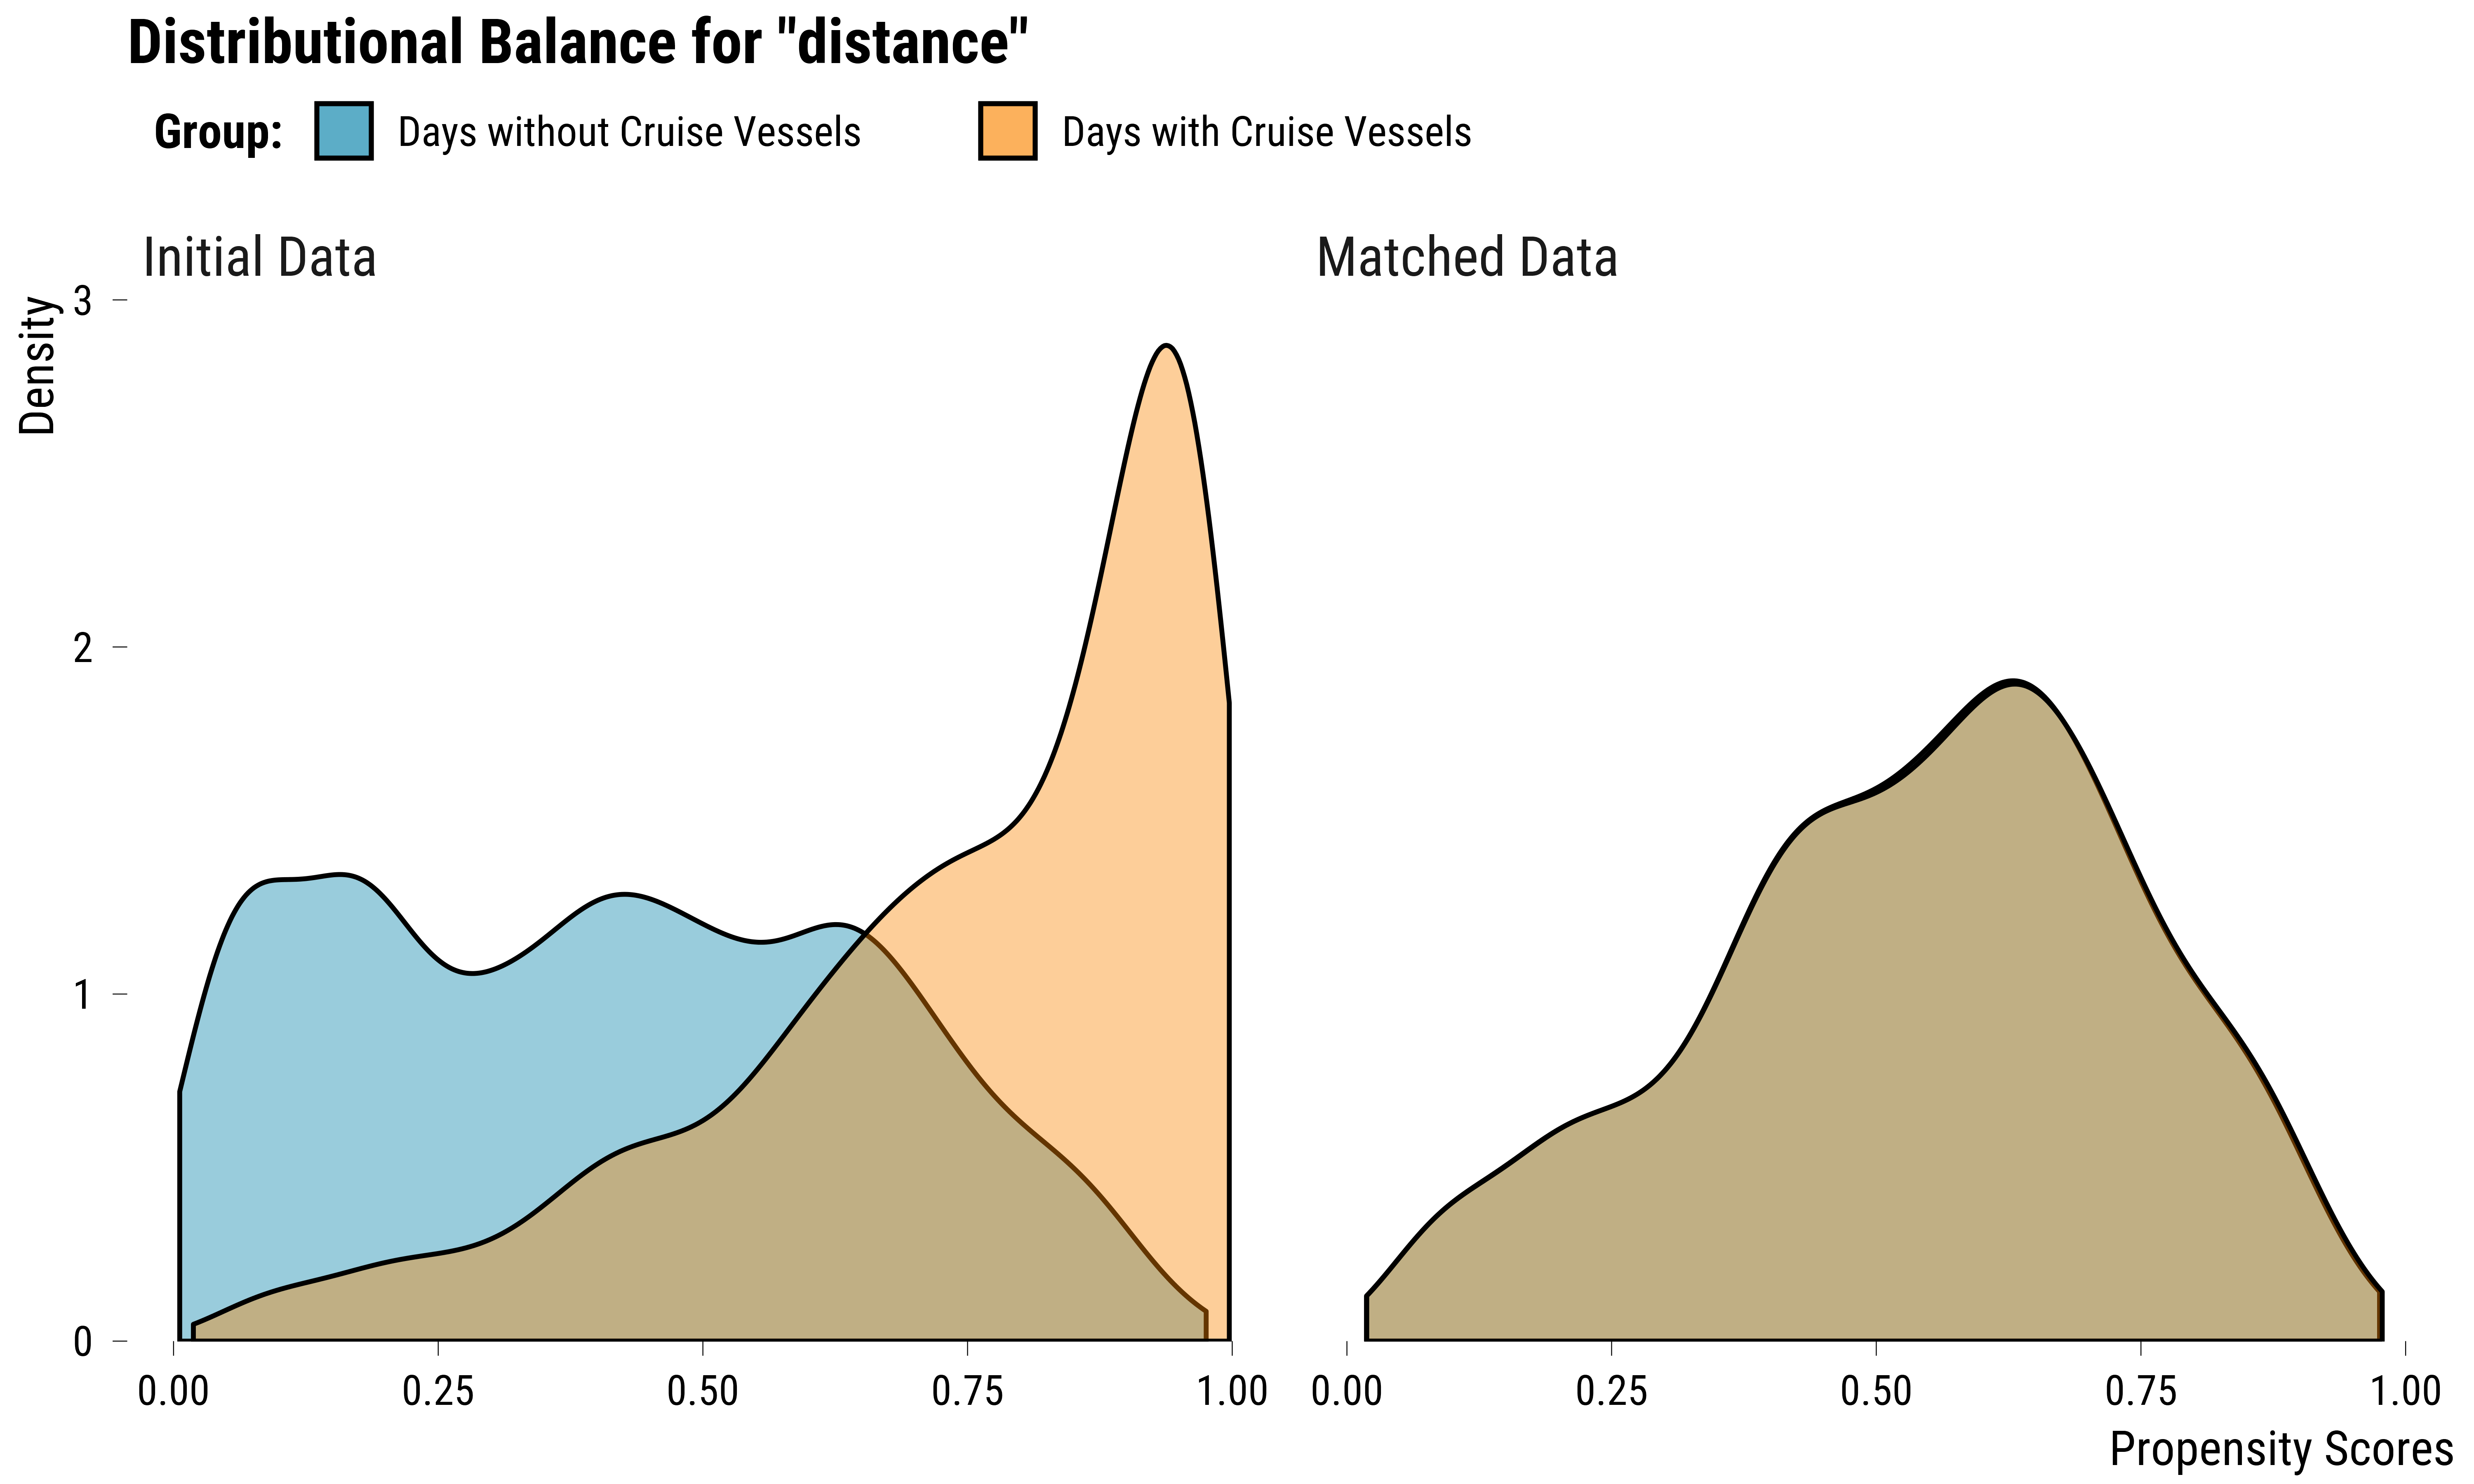 Distributional Balance for "distance"
Group: Days without Cruise Vessels Days with Cruise Vessels
Initial Data Matched Data
Density
3
2
1
0
0.00 0.25 0.50 0.75 1.00 0.00 0.25 0.50 0.75 1.00
Propensity Scores